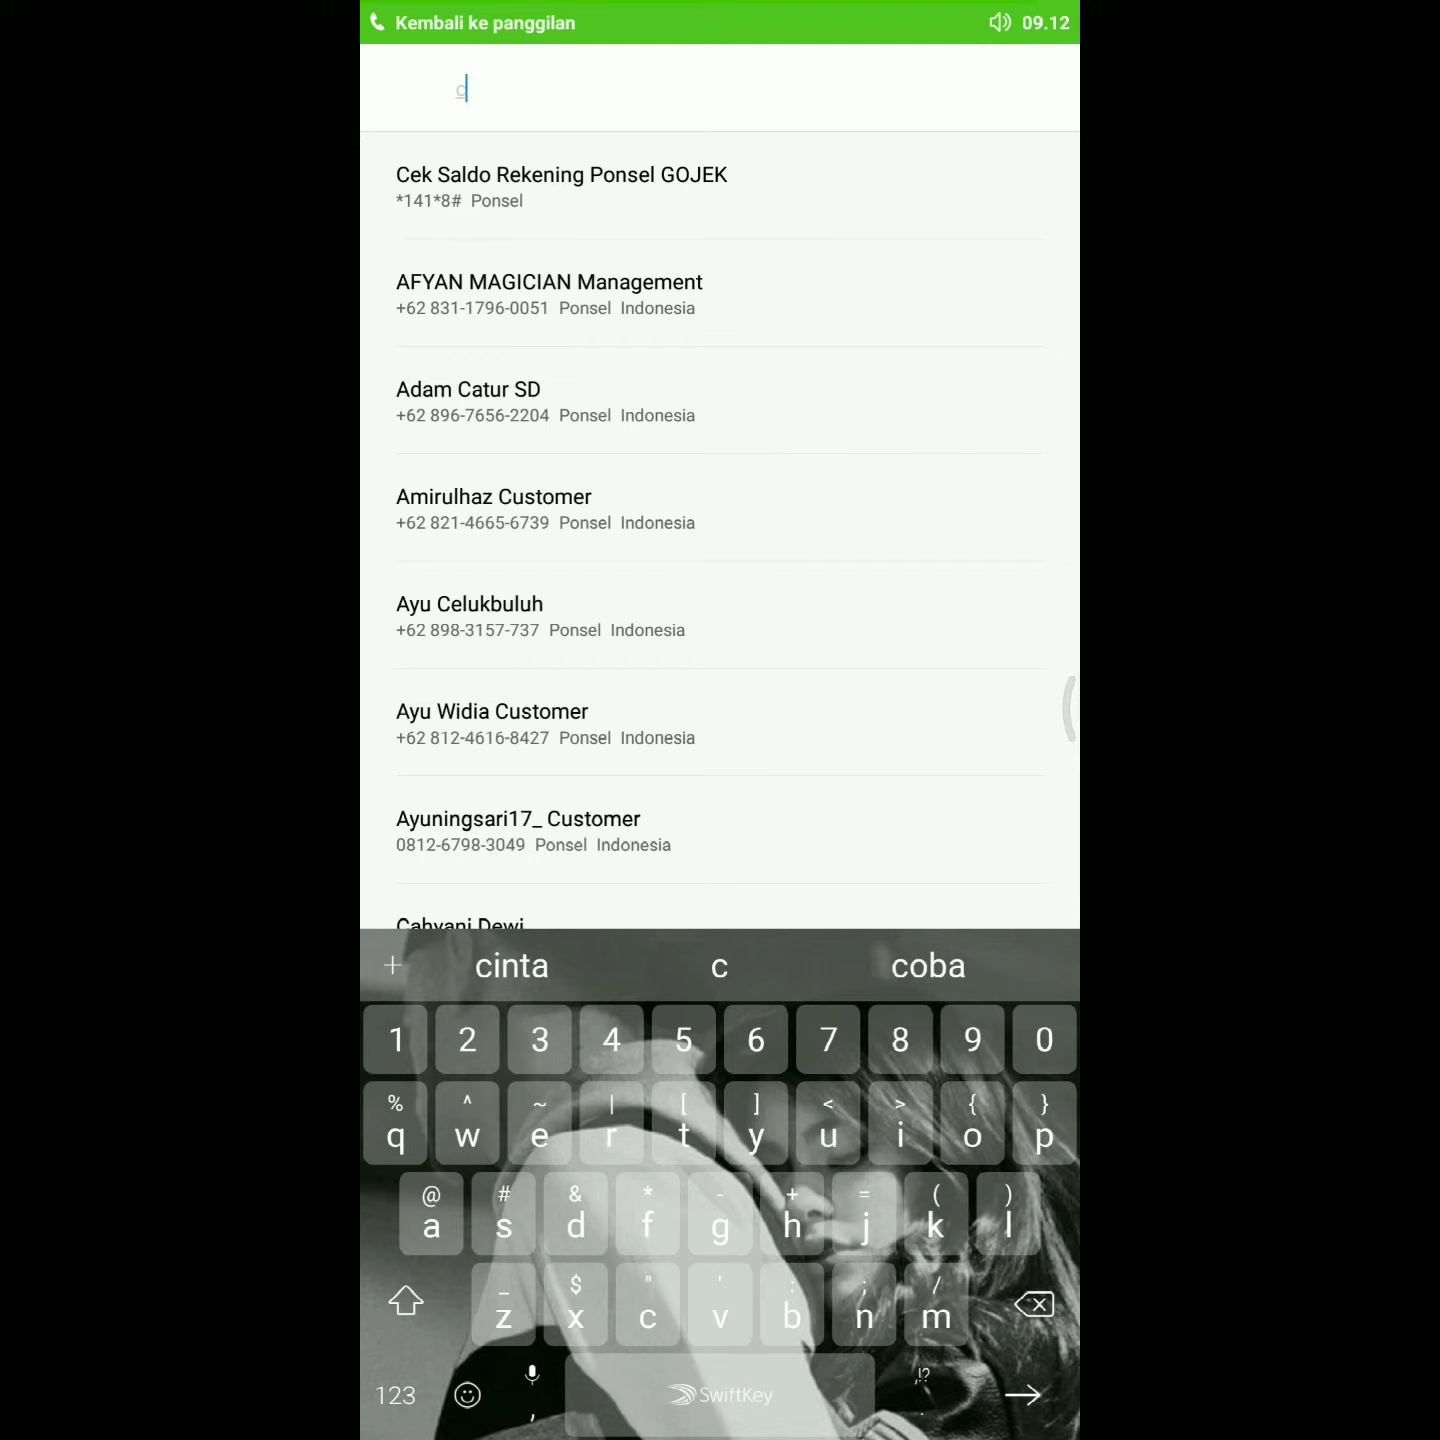 Kembali ke panggilan 09.12
c
Cek Saldo Rekening Ponsel GOJEK
*141*8# Ponsel
AFYAN MAGICIAN Management
+62 831-1796-0051 Ponsel Indonesia
Adam Catur SD
+62 896-7656-2204 Ponsel Indonesia
Amirulhaz Customer
+62 821-4665-6739 Ponsel Indonesia
Ayu Celukbuluh
+62 898-3157-737 Ponsel Indonesia
Ayu Widia Customer
+62 812-4616-8427 Ponsel Indonesia
Ayuningsari17_ Customer
0812-6798-3049 Ponsel Indonesia
Cahyani Dewi
+ cinta c coba
1 2 3 4 5 6 7 8 9 0
% ^ ~ | [ ] < > { }
q w e r t y u i o p
@ # & * - + = ( )
a s d f g h j k l
_ $ " ' : ; /
z x c v b n m
,!?
123 , SwiftKey .